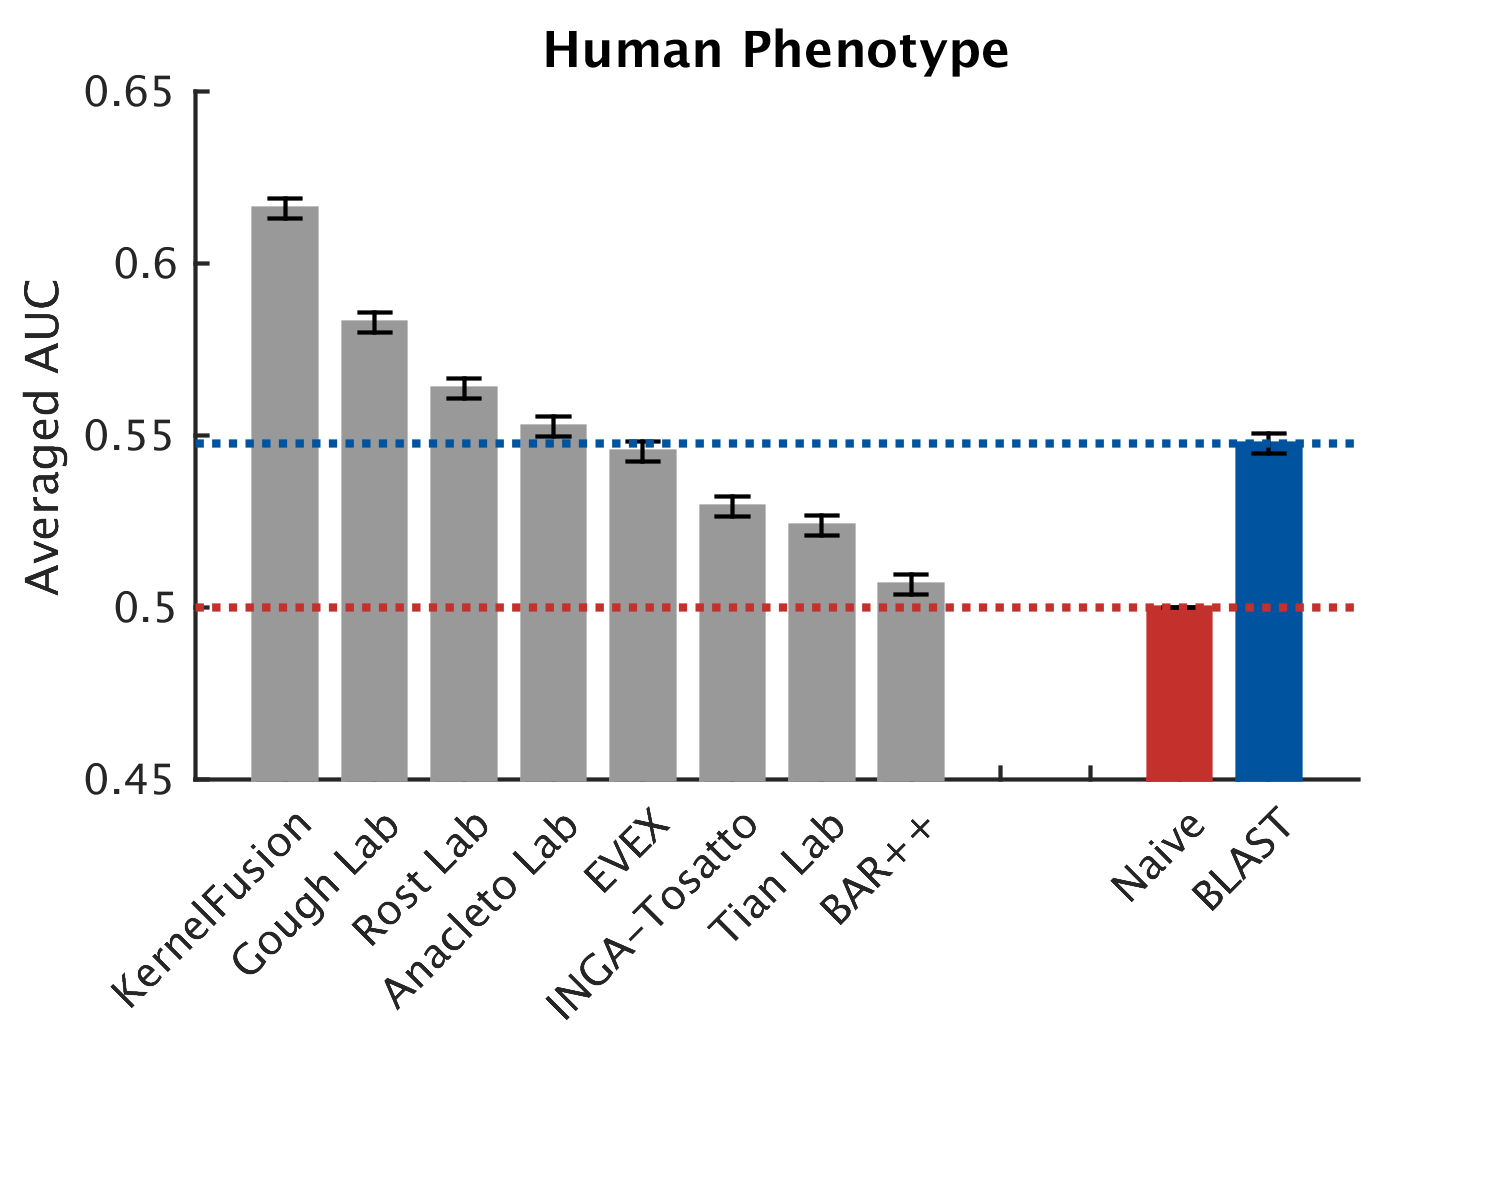 Human Phenotype
Averaged AUC
0.65
0.6
0.55
0.5
0.45
KernelFusion
Gough Lab
Rost Lab
Anacleto Lab
EVEX
INGA-Tosatto
Tian Lab
BAR++
Naive
BLAST